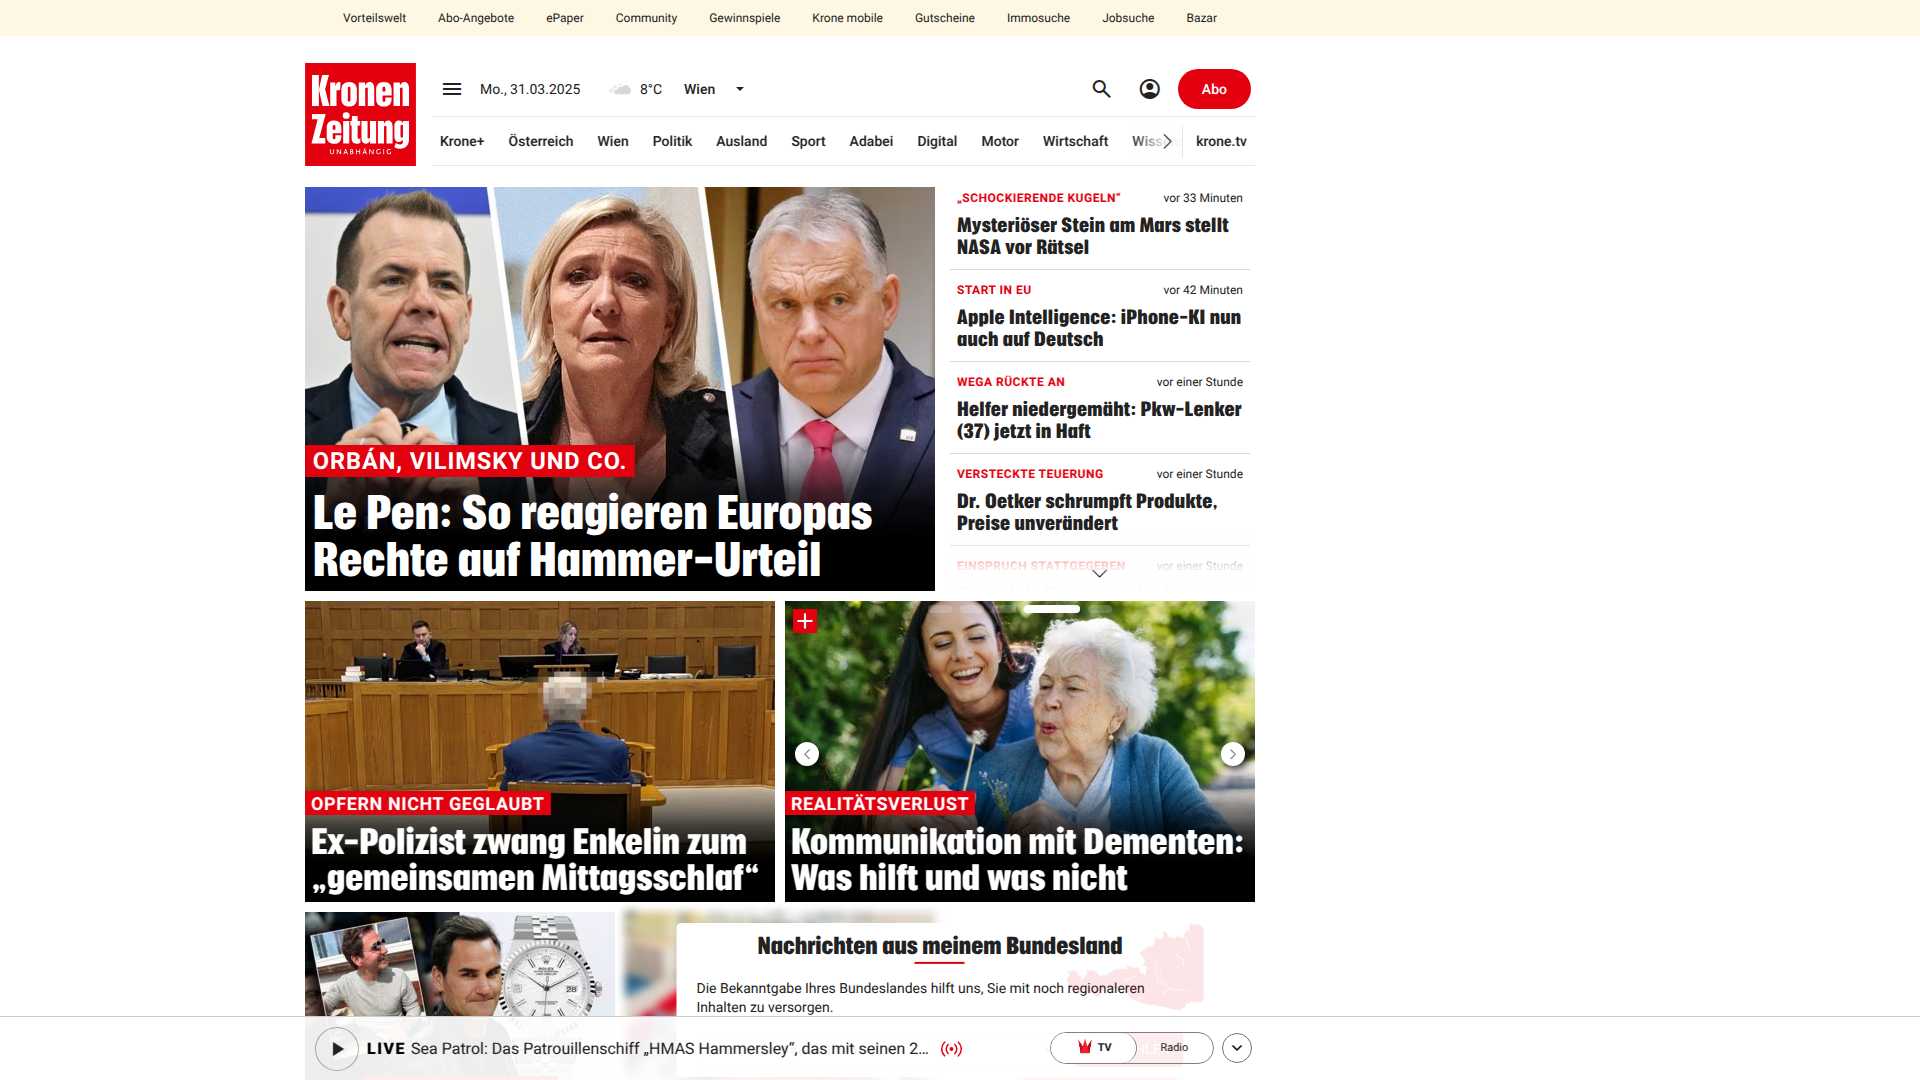 Vorteilswelt Abo-Angebote ePaper Community Gewinnspiele Krone mobile Gutscheine Immosuche Jobsuche Bazar
Kronen
Zeitung
UNABHÄNGIG
Mo., 31.03.2025 8°C Wien Abo
Krone+ Österreich Wien Politik Ausland Sport Adabei Digital Motor Wirtschaft Wiss krone.tv
ORBÁN, VILIMSKY UND CO.
Le Pen: So reagieren Europas
Rechte auf Hammer-Urteil
„SCHOCKIERENDE KUGELN“ vor 33 Minuten
Mysteriöser Stein am Mars stellt
NASA vor Rätsel
START IN EU vor 42 Minuten
Apple Intelligence: iPhone-KI nun
auch auf Deutsch
WEGA RÜCKTE AN vor einer Stunde
Helfer niedergemäht: Pkw-Lenker
(37) jetzt in Haft
VERSTECKTE TEUERUNG vor einer Stunde
Dr. Oetker schrumpft Produkte,
Preise unverändert
EINSPRUCH STATTGEGEBEN vor einer Stunde
OPFERN NICHT GEGLAUBT
Ex-Polizist zwang Enkelin zum
„gemeinsamen Mittagsschlaf“
REALITÄTSVERLUST
Kommunikation mit Dementen:
Was hilft und was nicht
Nachrichten aus meinem Bundesland
Die Bekanntgabe Ihres Bundeslandes hilft uns, Sie mit noch regionaleren
Inhalten zu versorgen.
LIVE Sea Patrol: Das Patrouillenschiff „HMAS Hammersley“, das mit seinen 2...
TV Radio